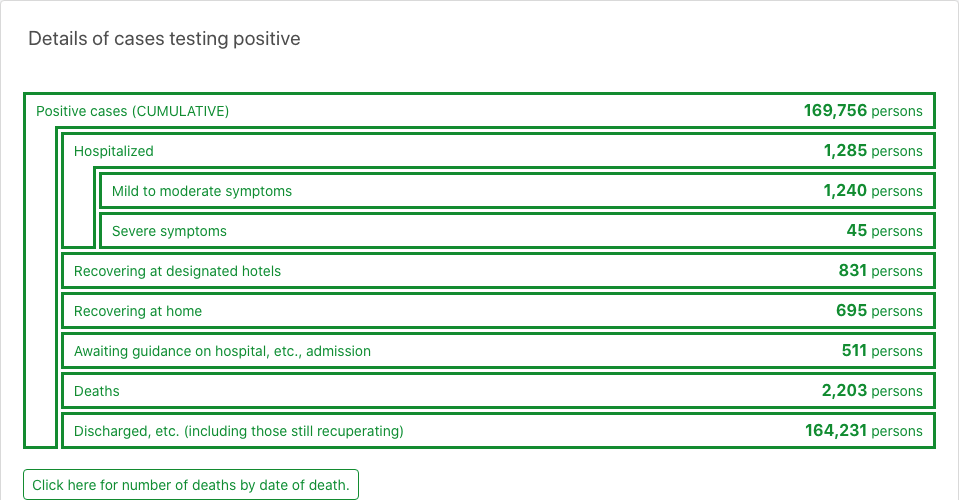 Details of cases testing positive
Positive cases (CUMULATIVE) 169,756 persons
Hospitalized 1,285 persons
Mild to moderate symptoms 1,240 persons
Severe symptoms 45 persons
Recovering at designated hotels 831 persons
Recovering at home 695 persons
Awaiting guidance on hospital, etc., admission 511 persons
Deaths 2,203 persons
Discharged, etc. (including those still recuperating) 164,231 persons
Click here for number of deaths by date of death.